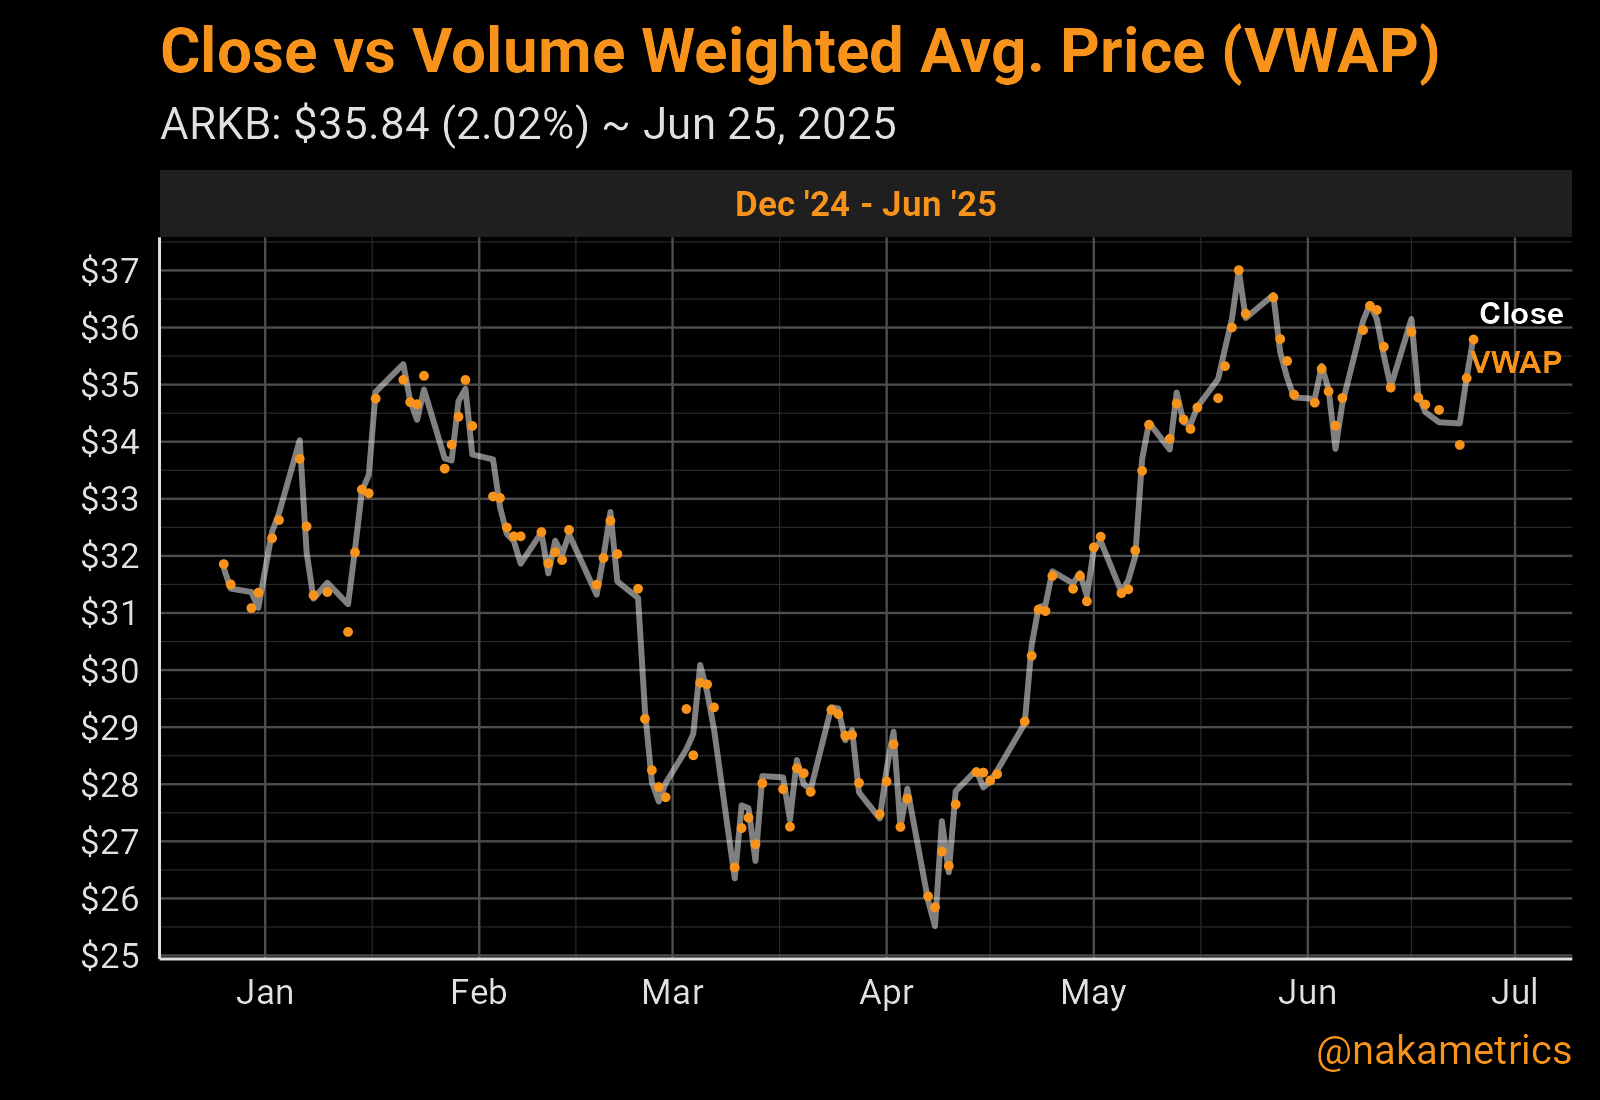 Close vs Volume Weighted Avg. Price (VWAP)
ARKB: $35.84 (2.02%) ~ Jun 25, 2025
Dec '24 - Jun '25
$37
$36
$35
$34
$33
$32
$31
$30
$29
$28
$27
$26
$25
Close
VWAP
Jan Feb Mar Apr May Jun Jul
@nakametrics